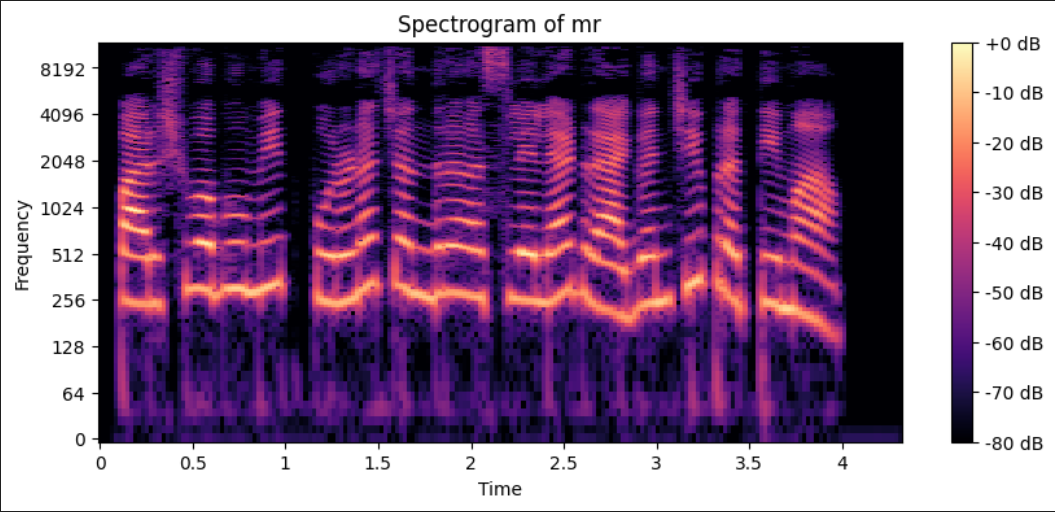 Spectrogram of mr
+0 dB
8192
-10 dB
4096
-20 dB
2048
-30 dB
1024
-40 dB
Frequency
512
-50 dB
256
-60 dB
128
-70 dB
64
0
-80 dB
0 0.5 1 1.5 2 2.5 3 3.5 4
Time